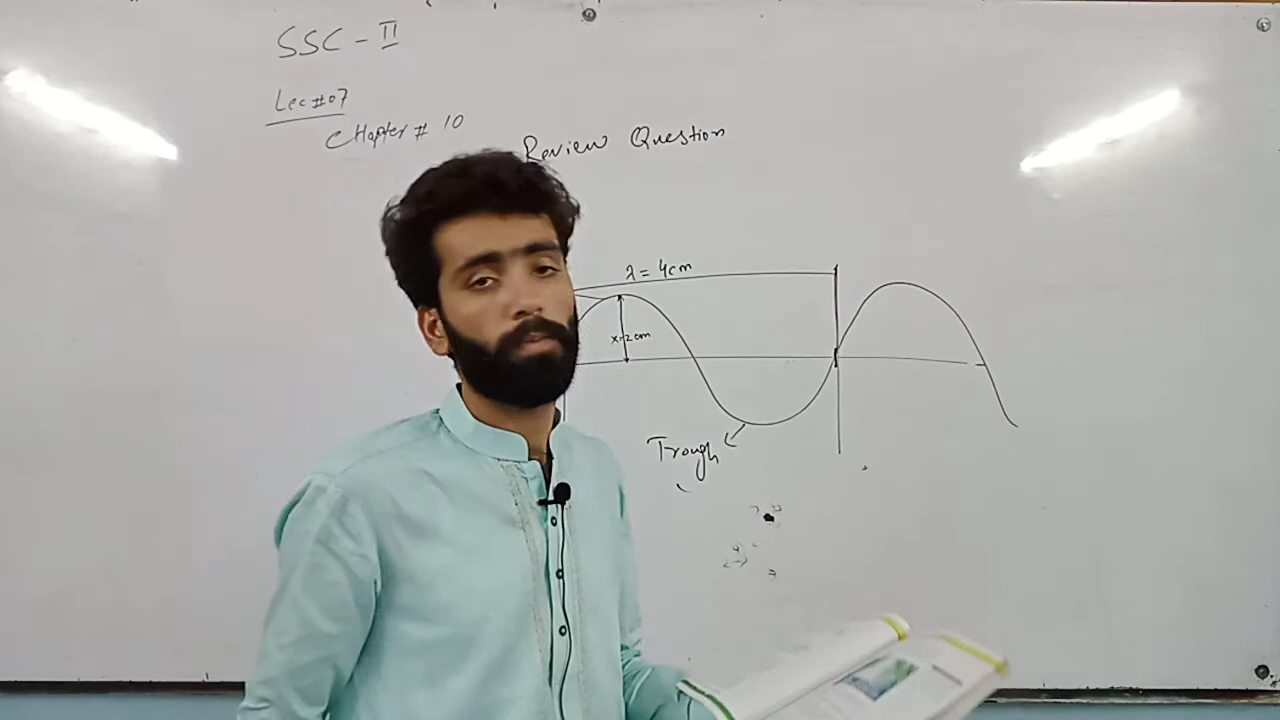 SSC - II
Lec # 07
Chapter # 10
Review Question
λ = 4cm
x=2cm
Trough